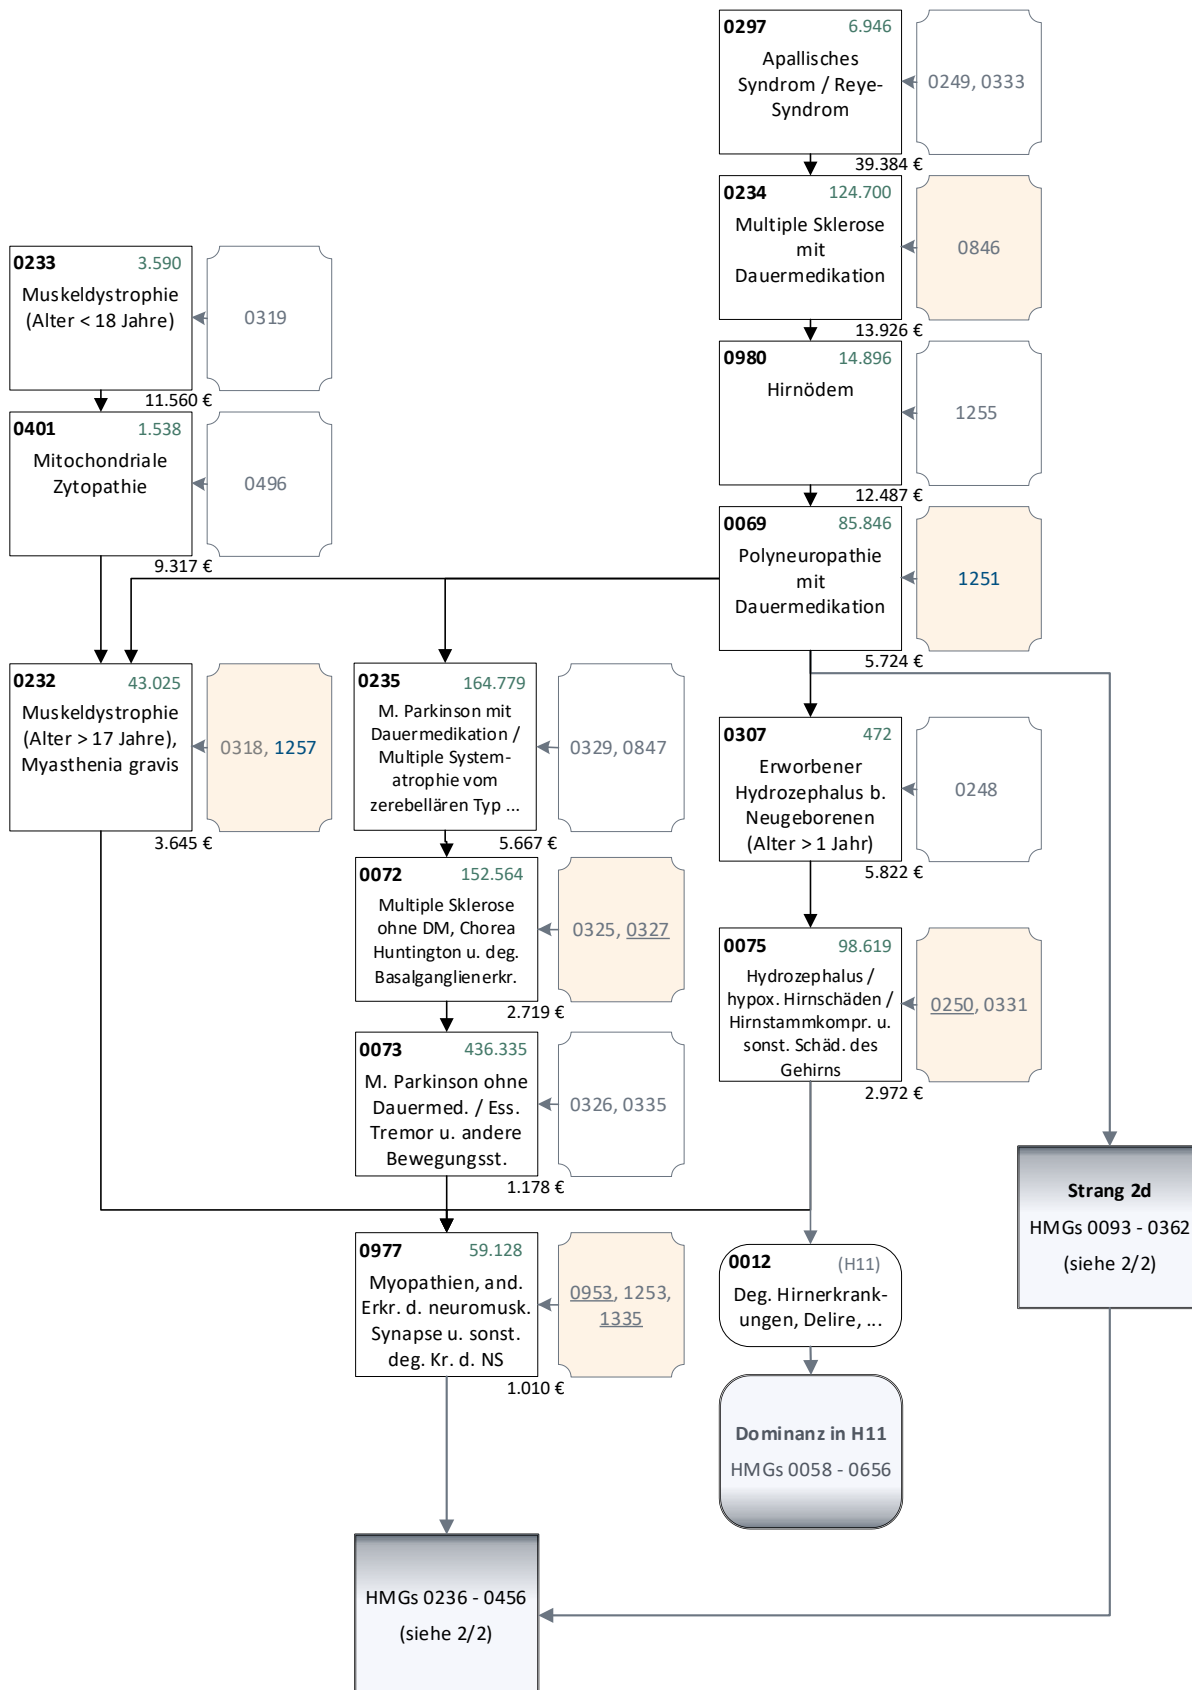 0297 6.946
Apallisches
Syndrom / Reye-
Syndrom
0249, 0333
39.384 €
0234 124.700
Multiple Sklerose
mit
Dauermedikation
0846
13.926 €
0233 3.590
Muskeldystrophie
(Alter < 18 Jahre)
0319
11.560 €
0980 14.896
Hirnödem
1255
12.487 €
0401 1.538
Mitochondriale
Zytopathie
0496
9.317 €
0069 85.846
Polyneuropathie
mit
Dauermedikation
1251
5.724 €
0232 43.025
Muskeldystrophie
(Alter > 17 Jahre),
Myasthenia gravis
0318, 1257
3.645 €
0235 164.779
M. Parkinson mit
Dauermedikation /
Multiple System-
atrophie vom
zerebellären Typ ...
0329, 0847
5.667 €
0307 472
Erworbener
Hydrozephalus b.
Neugeborenen
(Alter > 1 Jahr)
0248
5.822 €
0072 152.564
Multiple Sklerose
ohne DM, Chorea
Huntington u. deg.
Basalganglienerkr.
0325, 0327
2.719 €
0075 98.619
Hydrozephalus /
hypox. Hirnschäden /
Hirnstammkompr. u.
sonst. Schäd. des
Gehirns
0250, 0331
2.972 €
0073 436.335
M. Parkinson ohne
Dauermed. / Ess.
Tremor u. andere
Bewegungsst.
0326, 0335
1.178 €
Strang 2d
HMGs 0093 - 0362
(siehe 2/2)
0977 59.128
Myopathien, and.
Erkr. d. neuromusk.
Synapse u. sonst.
deg. Kr. d. NS
0953, 1253,
1335
1.010 €
0012 (H11)
Deg. Hirnerkrank-
ungen, Delire, ...
Dominanz in H11
HMGs 0058 - 0656
HMGs 0236 - 0456
(siehe 2/2)